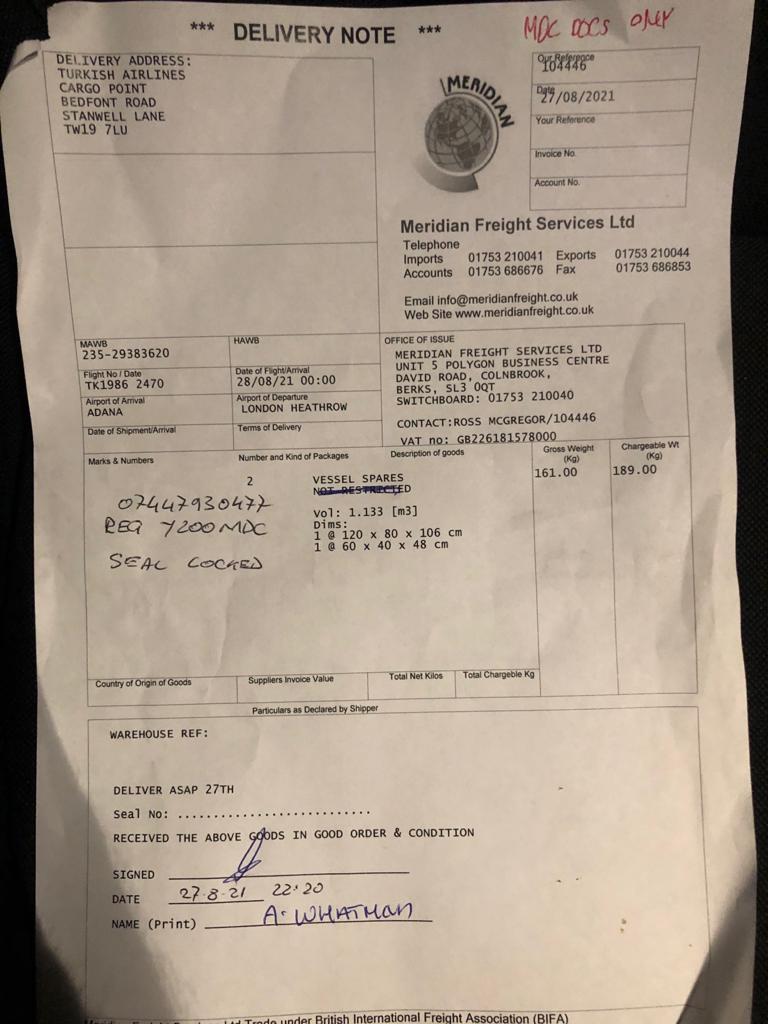 *** DELIVERY NOTE ***
MDC DOCS ONLY
DELIVERY ADDRESS:
TURKISH AIRLINES
CARGO POINT
BEDFONT ROAD
STANWELL LANE
TW19 7LU
MERIDIAN
Our Reference
104446
Date
27/08/2021
Your Reference
Invoice No.
Account No.
Meridian Freight Services Ltd
Telephone
Imports 01753 210041 Exports 01753 210044
Accounts 01753 686676 Fax 01753 686853
Email info@meridianfreight.co.uk
Web Site www.meridianfreight.co.uk
MAWB
235-29383620
HAWB
Flight No / Date
TK1986 2470
Date of Flight/Arrival
28/08/21 00:00
Airport of Arrival
ADANA
Airport of Departure
LONDON HEATHROW
Date of Shipment/Arrival
Terms of Delivery
OFFICE OF ISSUE
MERIDIAN FREIGHT SERVICES LTD
UNIT 5 POLYGON BUSINESS CENTRE
DAVID ROAD, COLNBROOK,
BERKS, SL3 0QT
SWITCHBOARD: 01753 210040
CONTACT:ROSS MCGREGOR/104446
VAT no: GB226181578000
Marks & Numbers
Number and Kind of Packages
Description of goods
Gross Weight
(Kg)
Chargeable Wt
(Kg)
2
VESSEL SPARES
NOT RESTRICTED
161.00
189.00
Vol: 1.133 [m3]
Dims:
1 @ 120 x 80 x 106 cm
1 @ 60 x 40 x 48 cm
07447930477
REG Y200MDC
SEAL LOCKED
Country of Origin of Goods
Suppliers Invoice Value
Total Net Kilos
Total Chargeble Kg
Particulars as Declared by Shipper
WAREHOUSE REF:
DELIVER ASAP 27TH
Seal No: ...........................
RECEIVED THE ABOVE GOODS IN GOOD ORDER & CONDITION
SIGNED
DATE 27-8-21 22:20
NAME (Print) A. WHATMAN
Trade under British International Freight Association (BIFA)